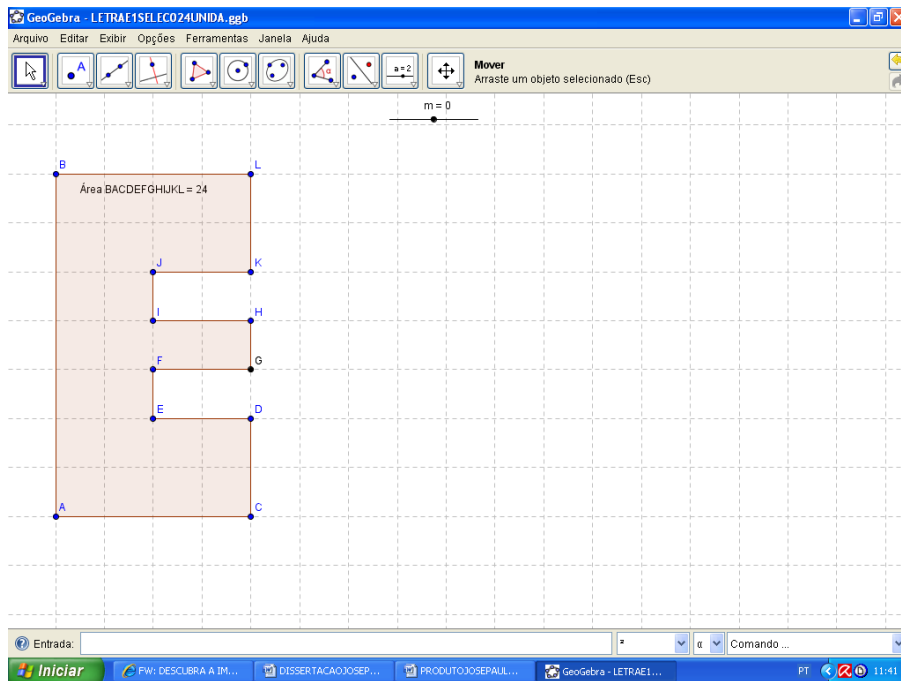 GeoGebra - LETRAE1SELECO24UNIDA.ggb
Arquivo Editar Exibir Opções Ferramentas Janela Ajuda
A
α
a=2
Mover
Arraste um objeto selecionado (Esc)
m = 0
B
L
Área BACDEFGHIJKL = 24
J
K
I
H
F
G
E
D
A
C
Entrada:
²
α
Comando ...
Iniciar
FW: DESCUBRA A IM...
DISSERTACAOJOSEP...
PRODUTOJOSEPAUL...
GeoGebra - LETRAE1...
PT
11:41